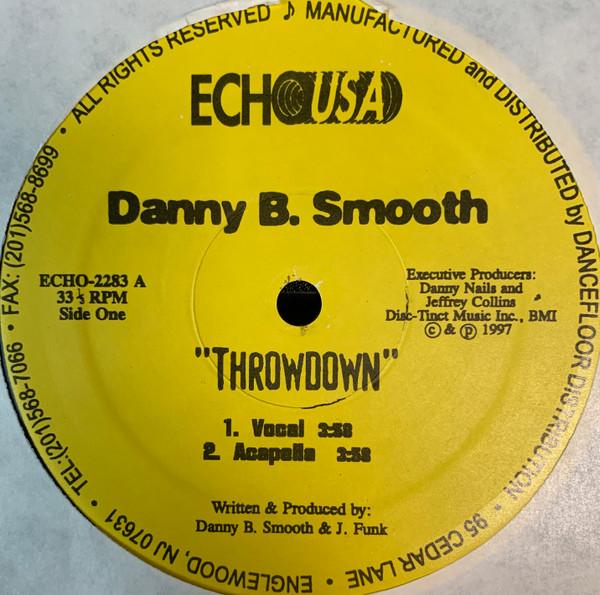 ALL RIGHTS RESERVED ♪ MANUFACTURED and DISTRIBUTED by DANCEFLOOR DISTRIBUTION • 95 CEDAR LANE • ENGLEWOOD, NJ 07631 • TEL:(201)568-7066 • FAX: (201)568-8699 •
ECHO USA
Danny B. Smooth
ECHO-2283 A
33⅓ RPM
Side One
Executive Producers:
Danny Nails and
Jeffrey Collins
Disc-Tinct Music Inc., BMI
© & ℗ 1997
"THROWDOWN"
1. Vocal 3:58
2. Acapella 3:58
Written & Produced by:
Danny B. Smooth & J. Funk